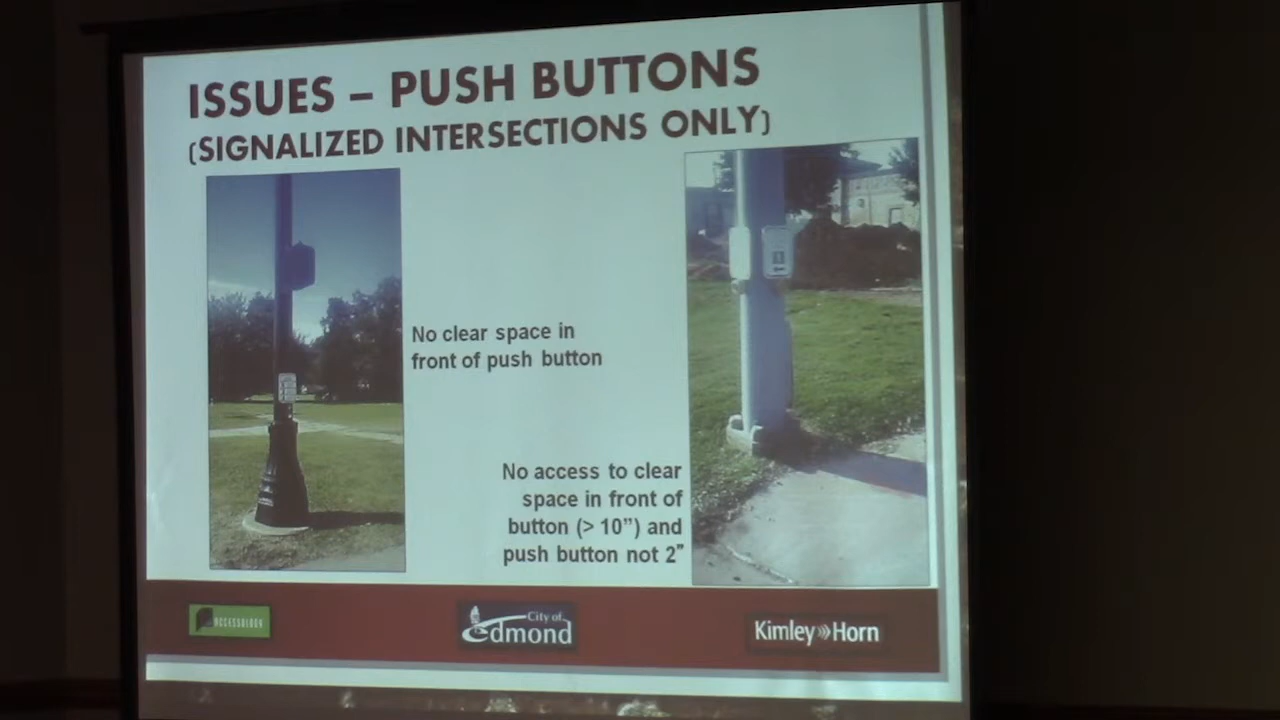 ISSUES – PUSH BUTTONS
(SIGNALIZED INTERSECTIONS ONLY)
No clear space in
front of push button
No access to clear
space in front of
button (> 10”) and
push button not 2”
ACCESSOLOGY
City of
Edmond
Kimley»Horn